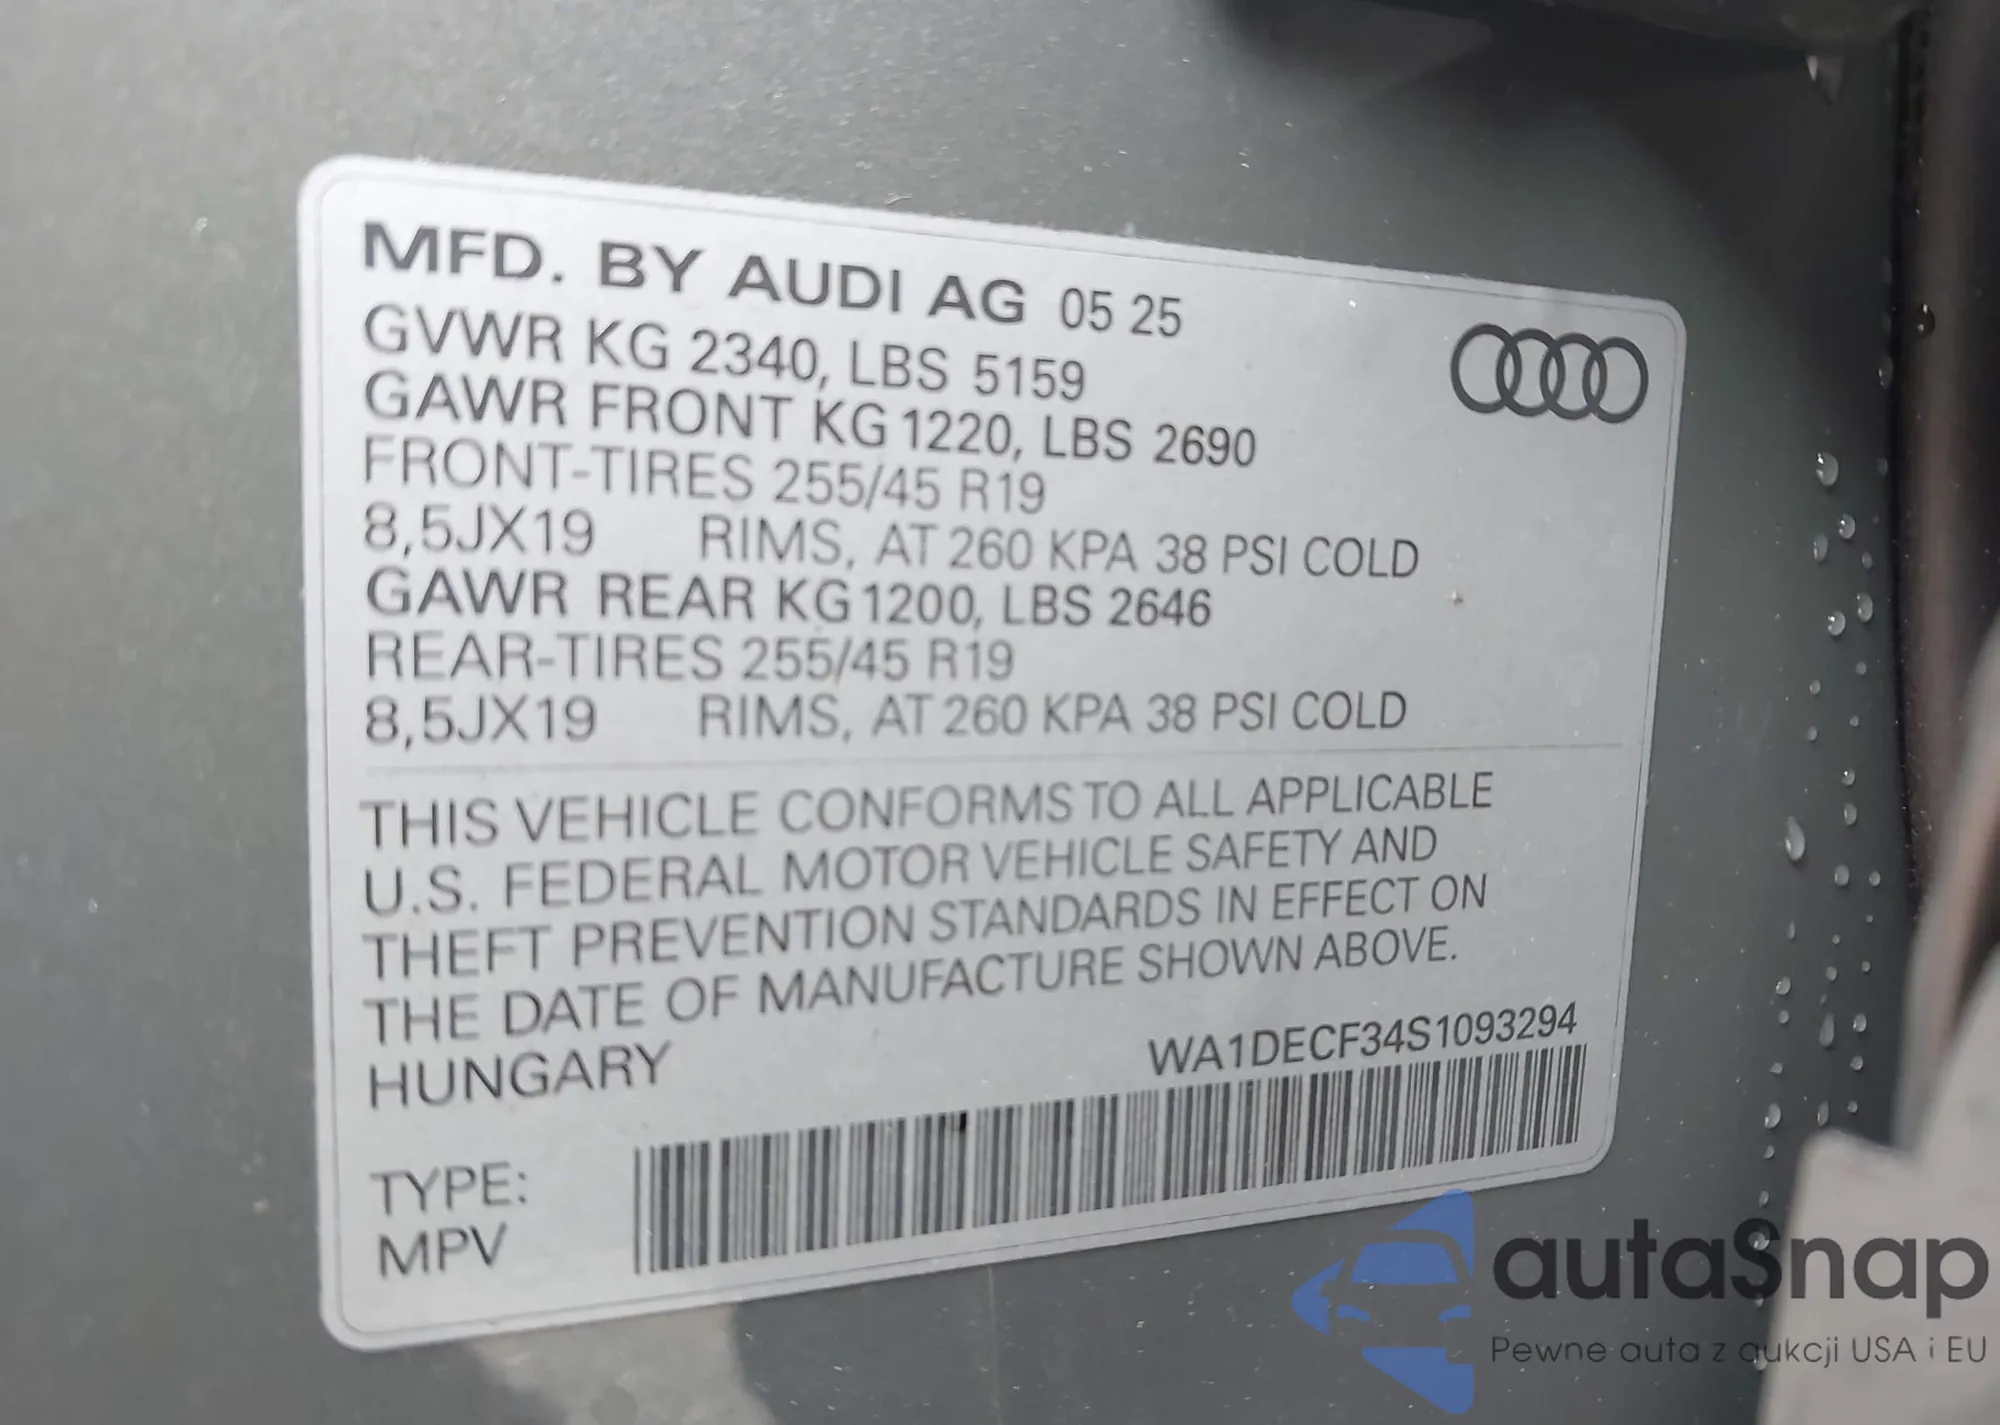 MFD. BY AUDI AG 05 25
GVWR KG 2340, LBS 5159
GAWR FRONT KG 1220, LBS 2690
FRONT-TIRES 255/45 R19
8,5JX19 RIMS, AT 260 KPA 38 PSI COLD
GAWR REAR KG 1200, LBS 2646
REAR-TIRES 255/45 R19
8,5JX19 RIMS, AT 260 KPA 38 PSI COLD
THIS VEHICLE CONFORMS TO ALL APPLICABLE
U.S. FEDERAL MOTOR VEHICLE SAFETY AND
THEFT PREVENTION STANDARDS IN EFFECT ON
THE DATE OF MANUFACTURE SHOWN ABOVE.
HUNGARY
WA1DECF34S1093294
TYPE:
MPV
autaSnap
Pewne auta z aukcji USA i EU